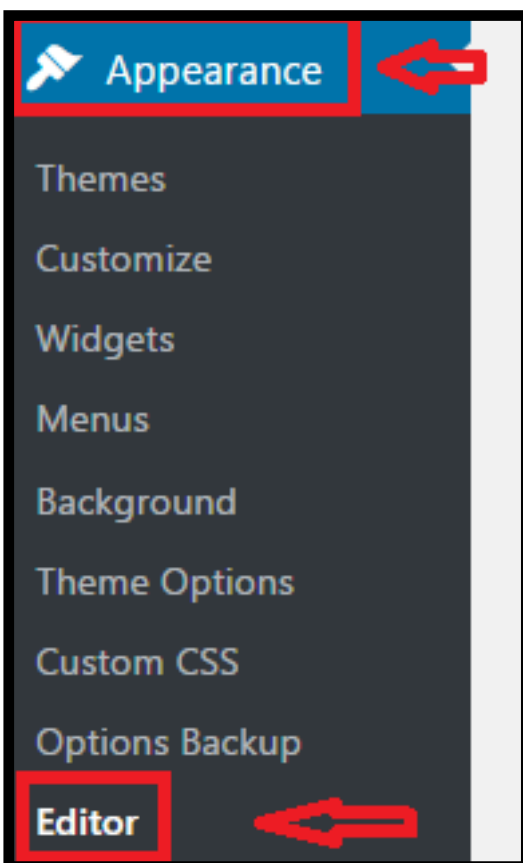 Appearance
Themes
Customize
Widgets
Menus
Background
Theme Options
Custom CSS
Options Backup
Editor